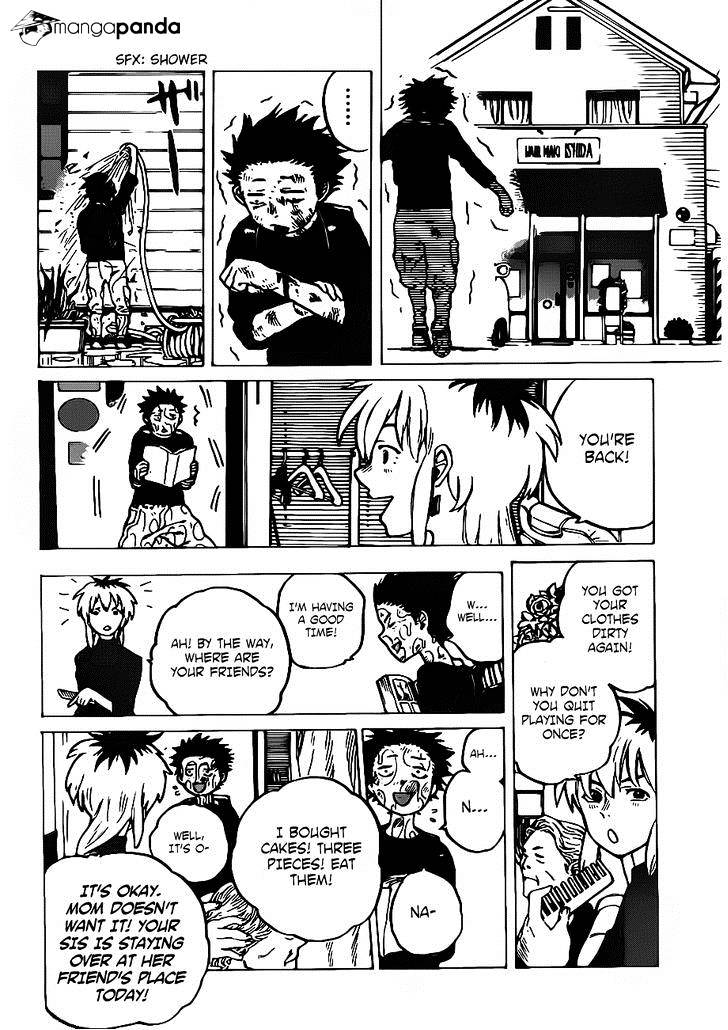 mangapanda
SFX: SHOWER
ザー
......
HAIR MAKE ISHIDA
YOU'RE
BACK!
W...
WELL...
I'M HAVING
A GOOD
TIME!
AH! BY THE WAY,
WHERE ARE
YOUR FRIENDS?
YOU GOT
YOUR
CLOTHES
DIRTY
AGAIN!
WHY DON'T
YOU QUIT
PLAYING FOR
ONCE?
AH...
N...
NA-
I BOUGHT
CAKES! THREE
PIECES! EAT
THEM!
WELL,
IT'S O-
IT'S OKAY.
MOM DOESN'T
WANT IT! YOUR
SIS IS STAYING
OVER AT HER
FRIEND'S PLACE
TODAY!